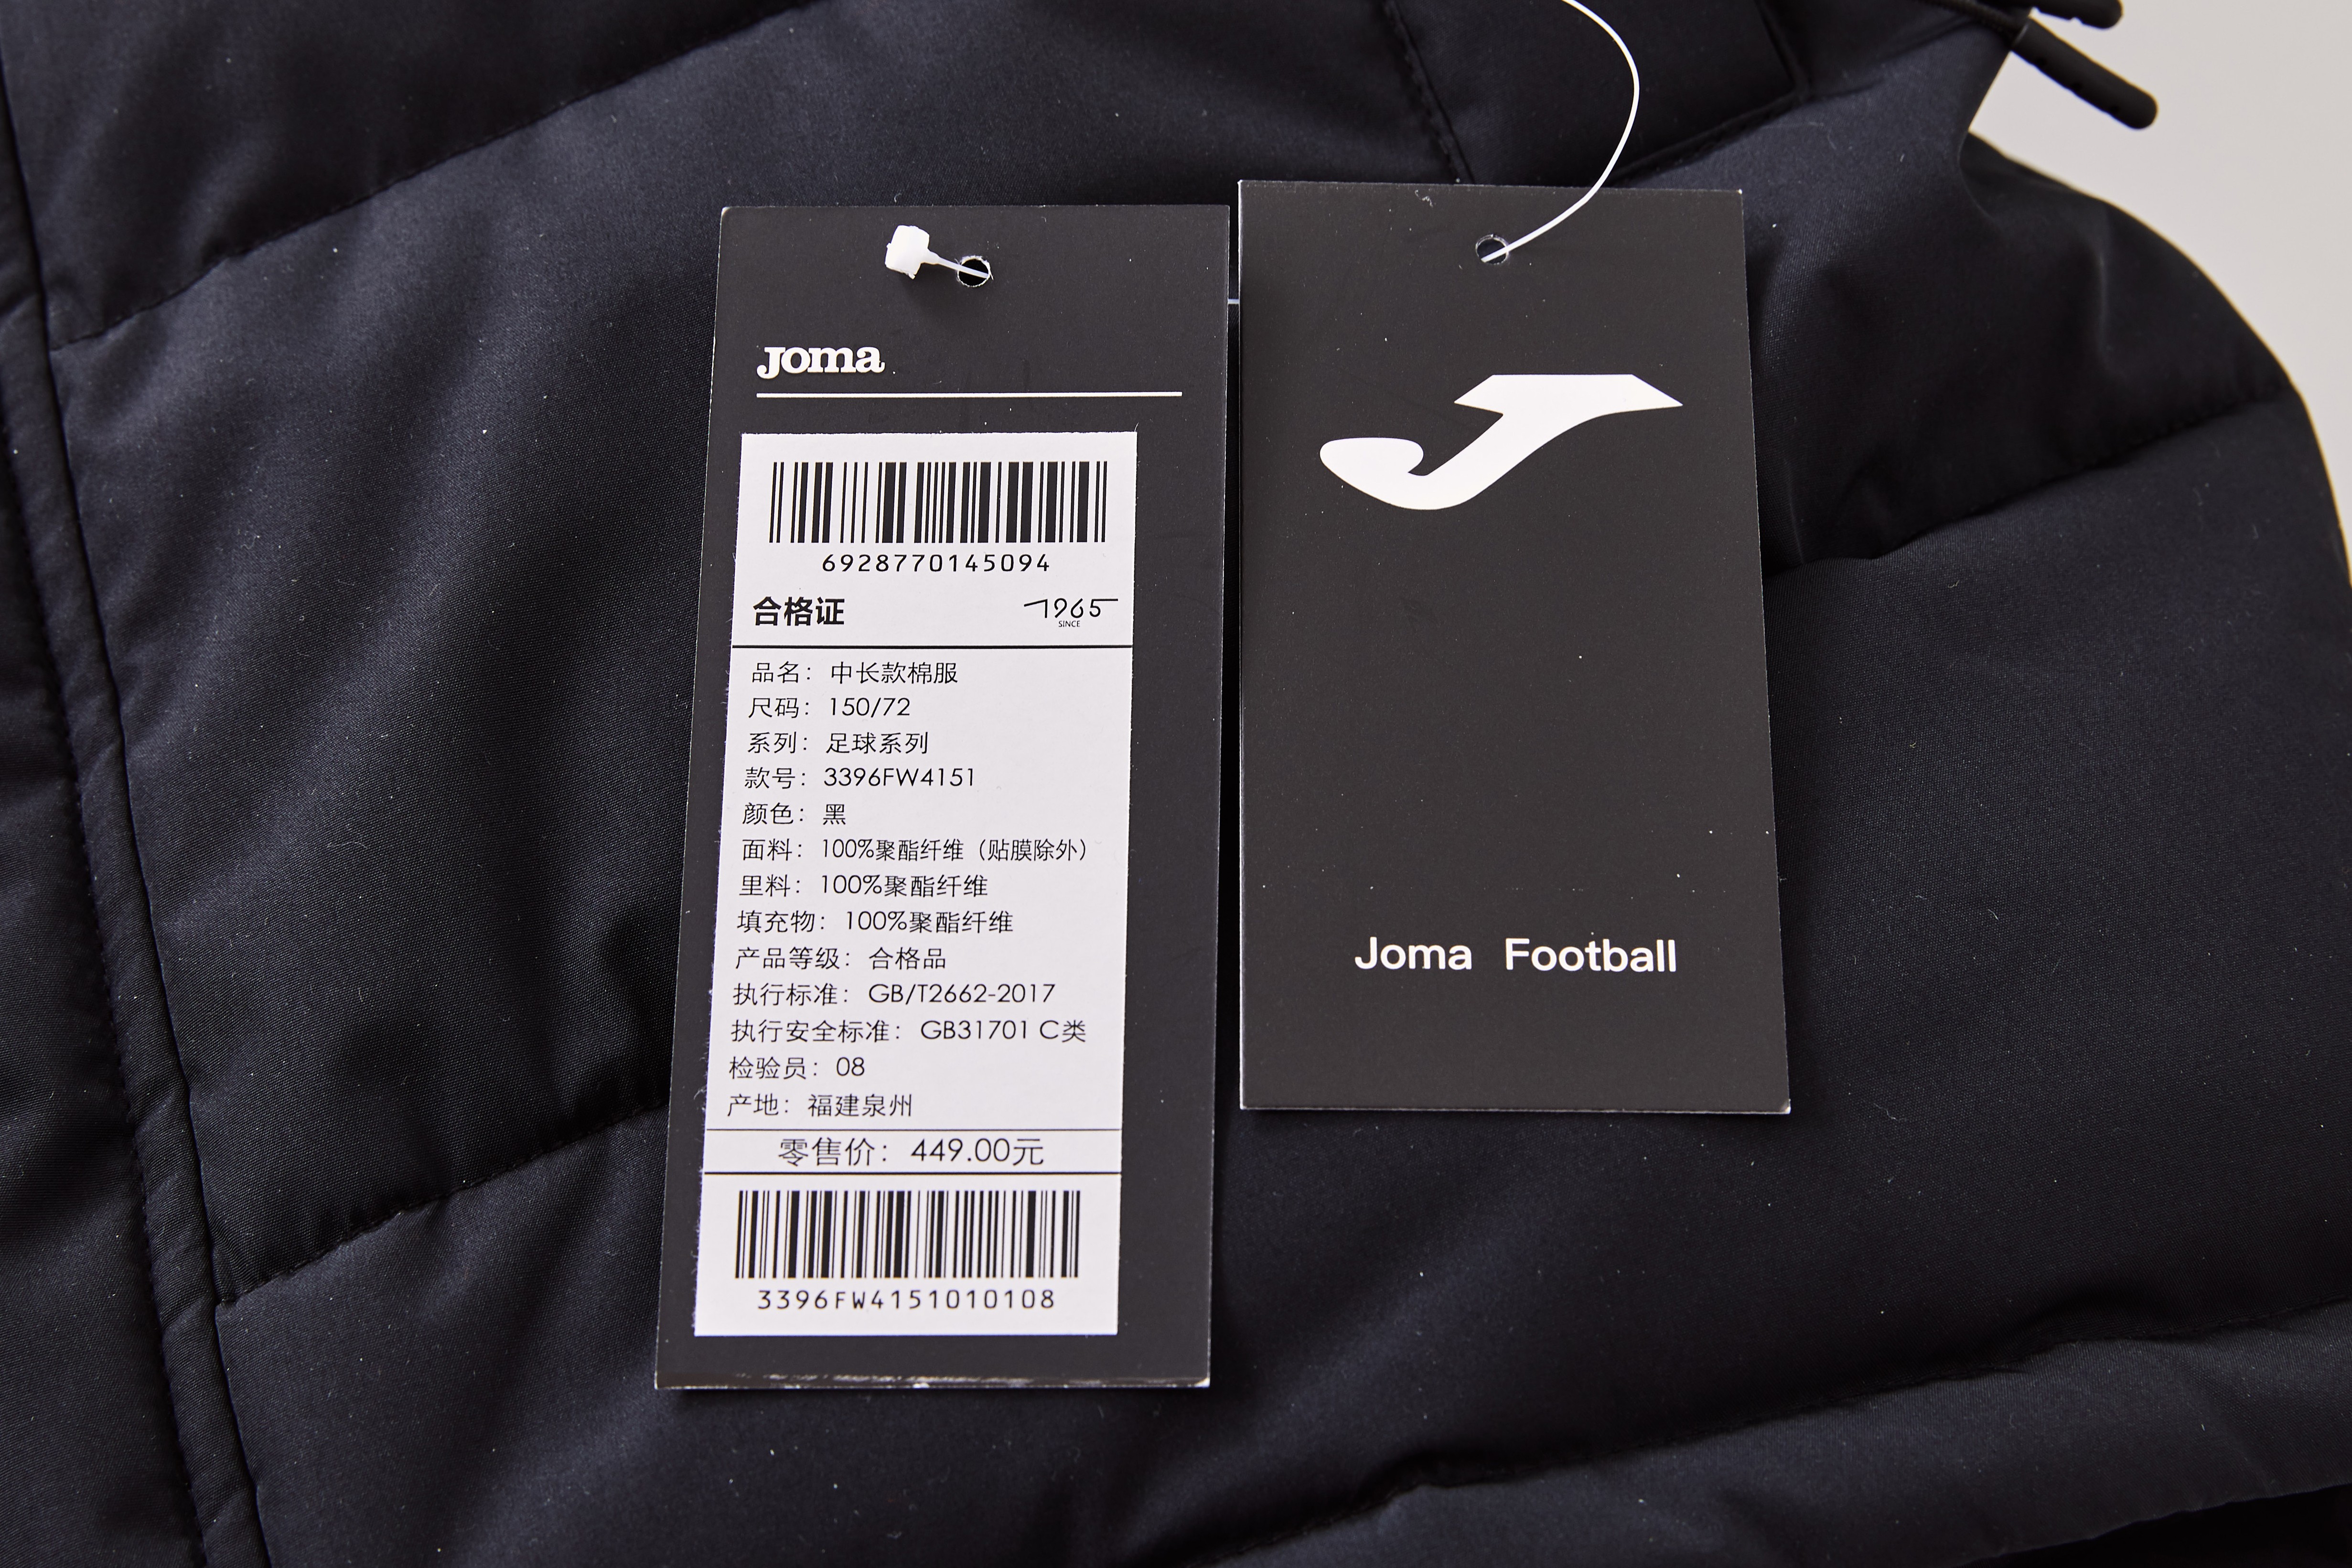 Joma
6928770145094
合格证
1965
SINCE
品名：中长款棉服
尺码：150/72
系列：足球系列
款号：3396FW4151
颜色：黑
面料：100%聚酯纤维（贴膜除外）
里料：100%聚酯纤维
填充物：100%聚酯纤维
产品等级：合格品
执行标准：GB/T2662-2017
执行安全标准：GB31701 C类
检验员：08
产地：福建泉州
零售价：449.00元
3396FW4151010108
Joma Football